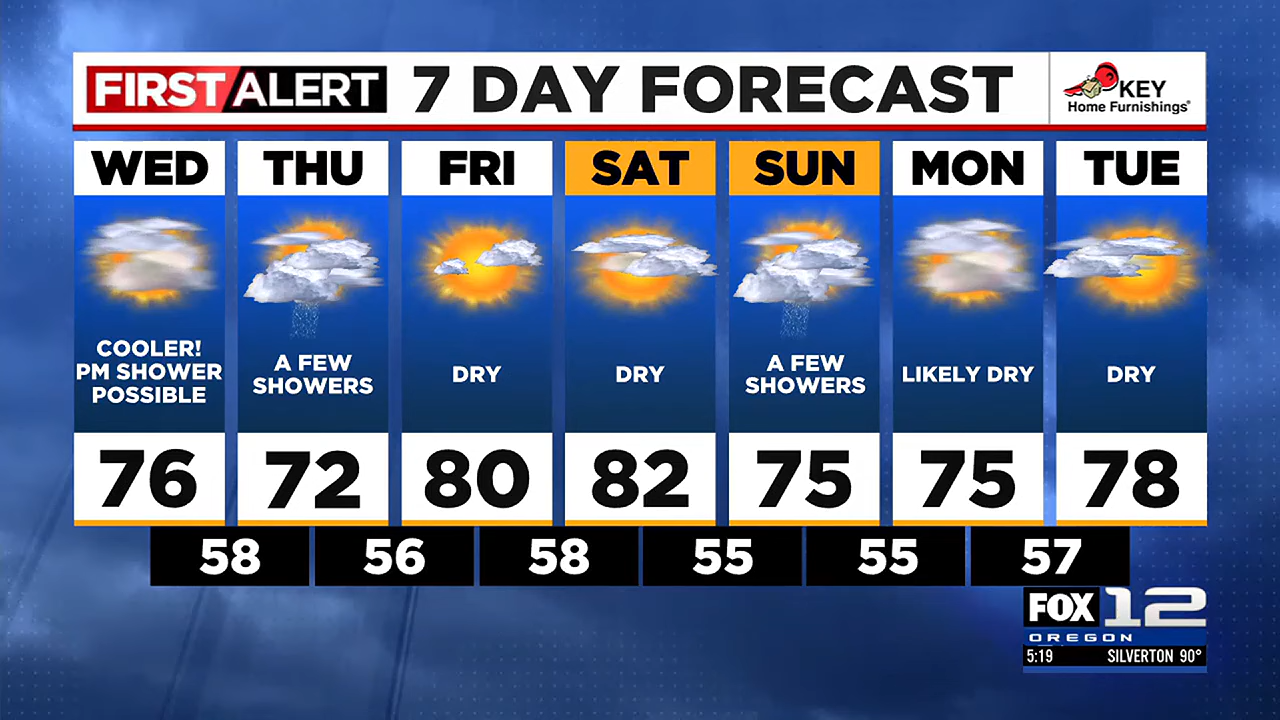 FIRST ALERT 7 DAY FORECAST
KEY
Home Furnishings®
WED THU FRI SAT SUN MON TUE
COOLER!
PM SHOWER
POSSIBLE
A FEW
SHOWERS
DRY
DRY
A FEW
SHOWERS
LIKELY DRY
DRY
76 72 80 82 75 75 78
58 56 58 55 55 57
FOX 12
OREGON
5:19 SILVERTON 90°